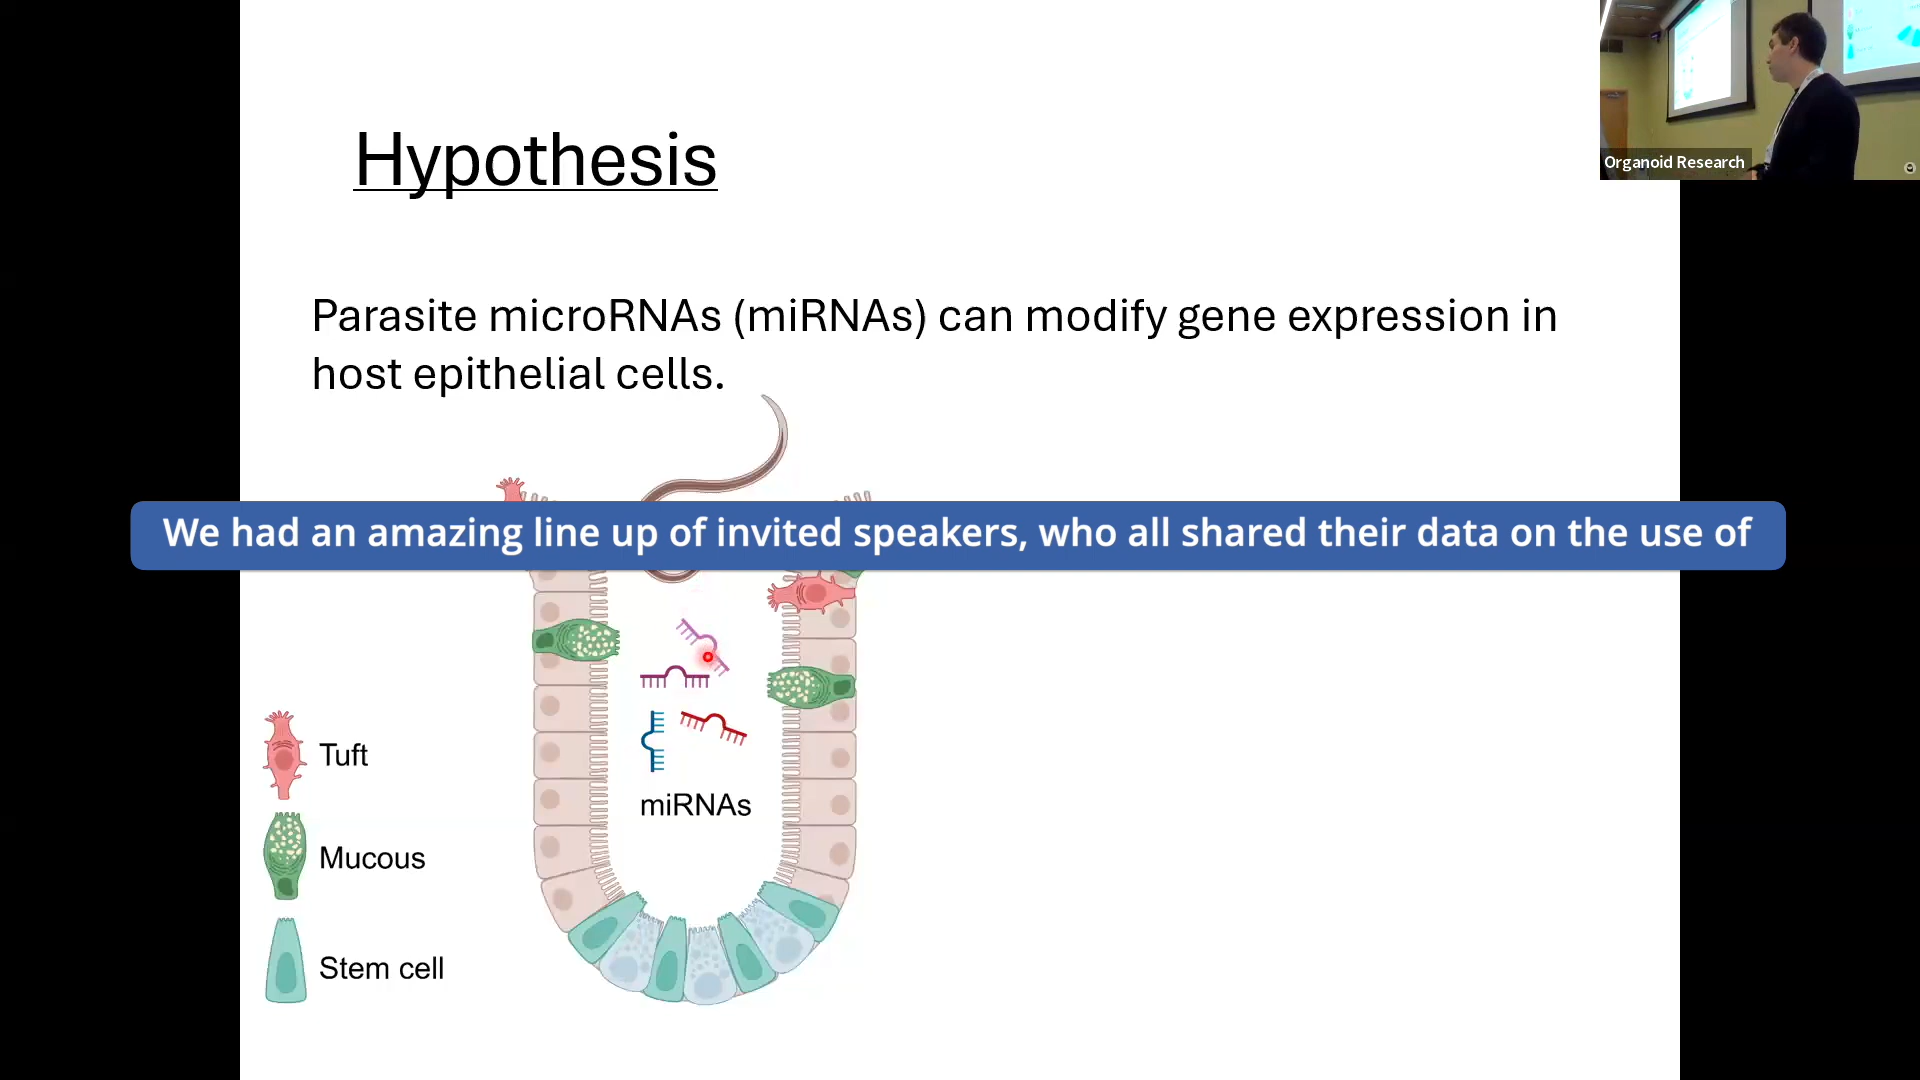 Hypothesis
Organoid Research
Parasite microRNAs (miRNAs) can modify gene expression in
host epithelial cells.
We had an amazing line up of invited speakers, who all shared their data on the use of
Tuft
miRNAs
Mucous
Stem cell